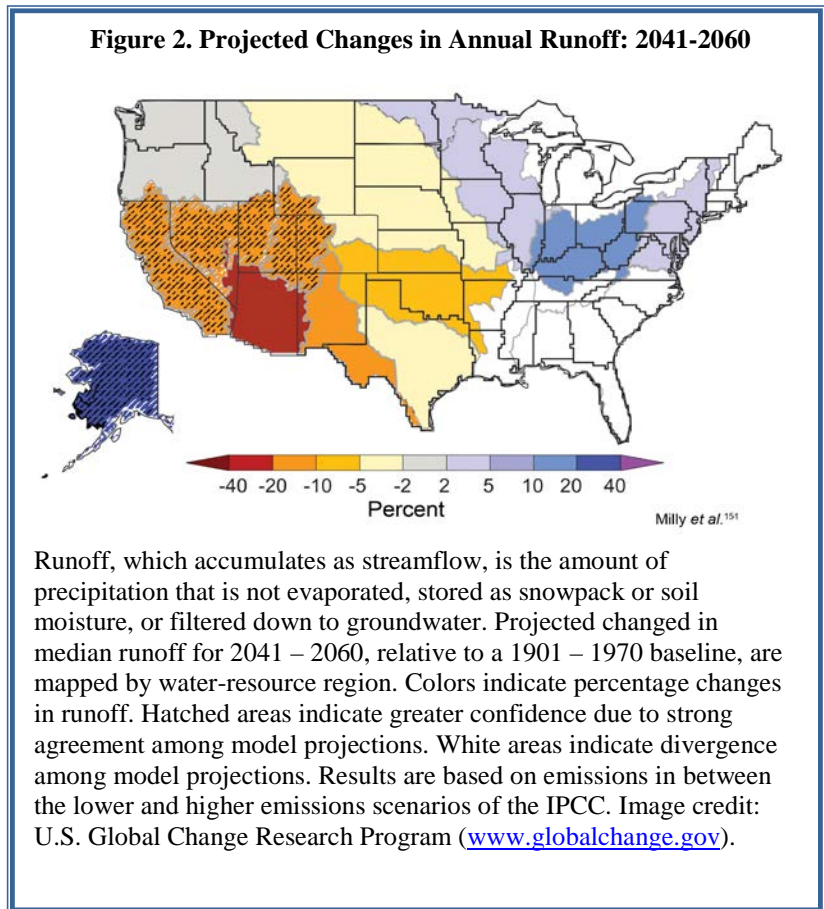 Figure 2. Projected Changes in Annual Runoff: 2041-2060
-40 -20 -10 -5 -2 2 5 10 20 40
Percent
Milly et al.151
Runoff, which accumulates as streamflow, is the amount of
precipitation that is not evaporated, stored as snowpack or soil
moisture, or filtered down to groundwater. Projected changed in
median runoff for 2041 – 2060, relative to a 1901 – 1970 baseline, are
mapped by water-resource region. Colors indicate percentage changes
in runoff. Hatched areas indicate greater confidence due to strong
agreement among model projections. White areas indicate divergence
among model projections. Results are based on emissions in between
the lower and higher emissions scenarios of the IPCC. Image credit:
U.S. Global Change Research Program (www.globalchange.gov).